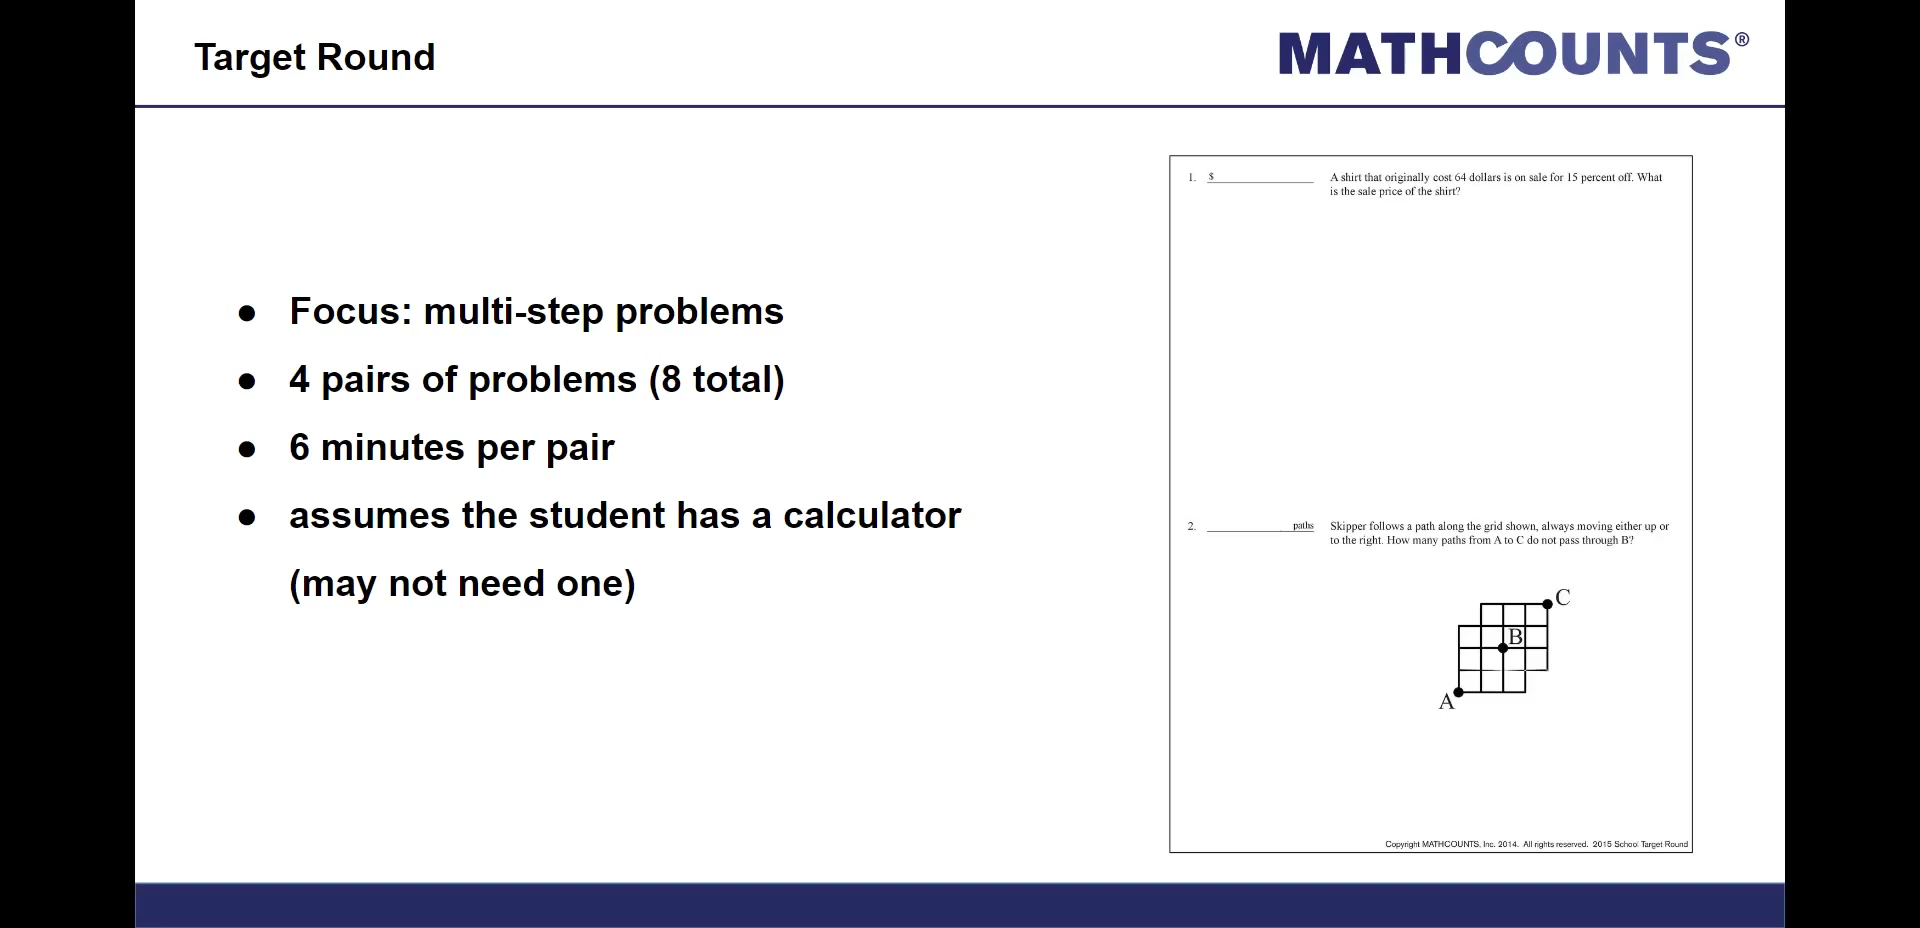 Target Round
MATHCOUNTS®
● Focus: multi-step problems
● 4 pairs of problems (8 total)
● 6 minutes per pair
● assumes the student has a calculator
(may not need one)
1. $ A shirt that originally cost 64 dollars is on sale for 15 percent off. What
is the sale price of the shirt?
2. paths Skipper follows a path along the grid shown, always moving either up or
to the right. How many paths from A to C do not pass through B?
C
B
A
Copyright MATHCOUNTS, Inc. 2014. All rights reserved. 2015 School Target Round